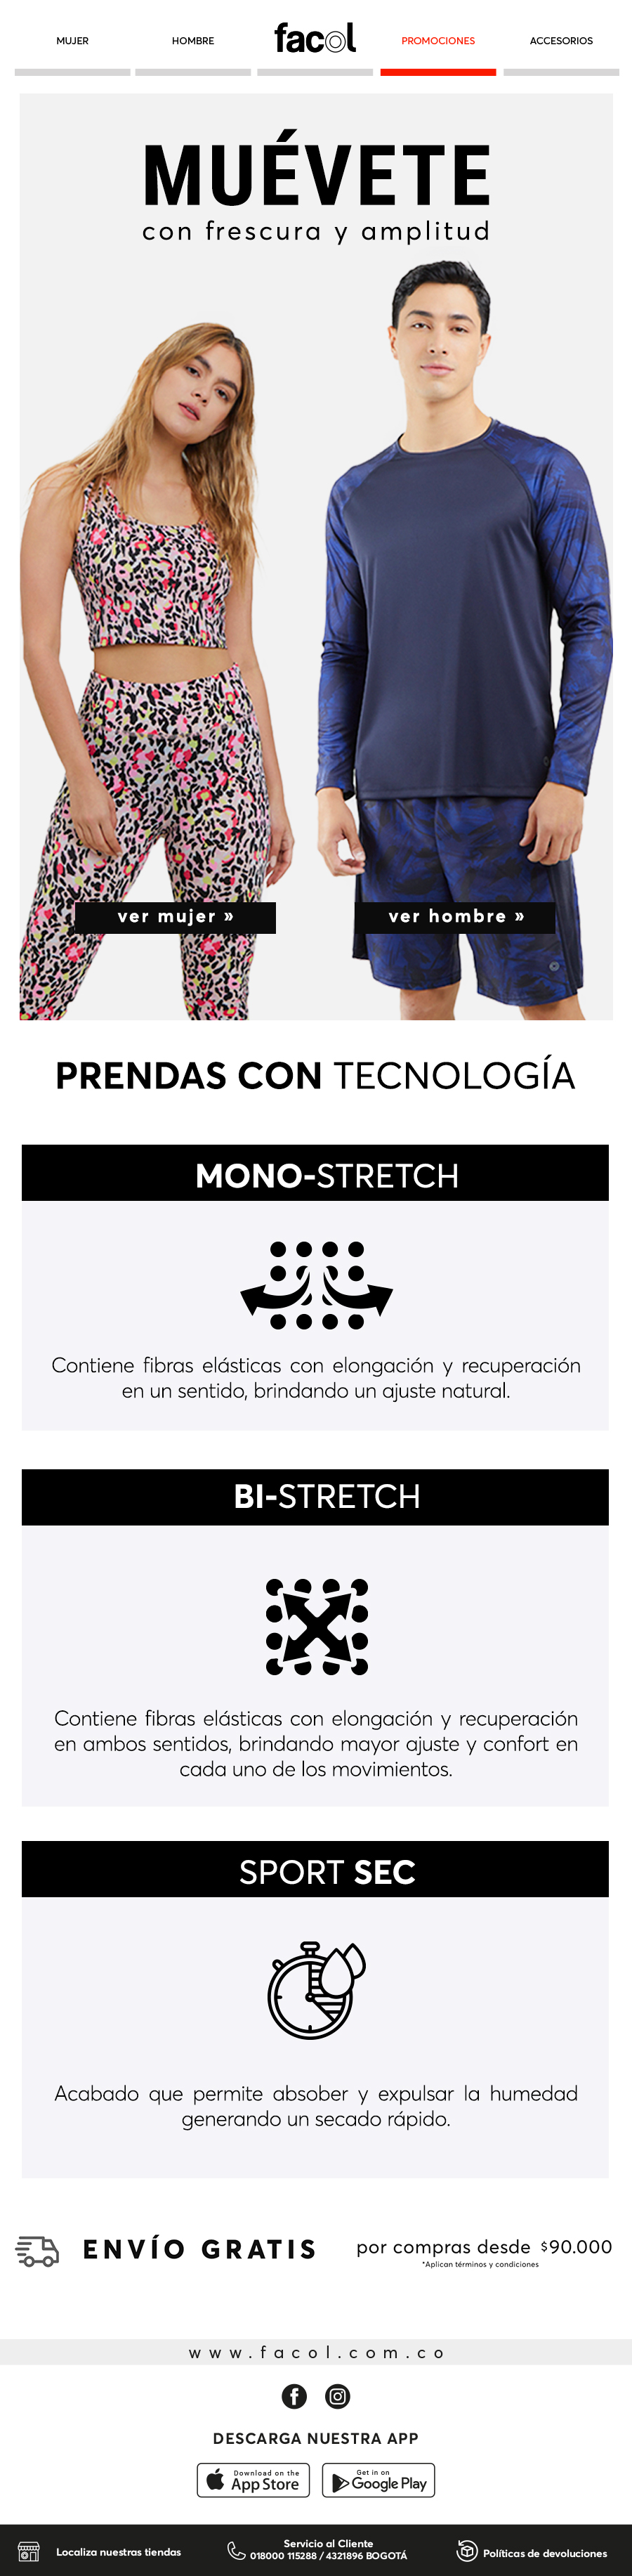 MUJER
HOMBRE
facol
PROMOCIONES
ACCESORIOS
MUÉVETE
con frescura y amplitud
ver mujer »
ver hombre »
PRENDAS CON TECNOLOGÍA
MONO-STRETCH
Contiene fibras elásticas con elongación y recuperación
en un sentido, brindando un ajuste natural.
BI-STRETCH
Contiene fibras elásticas con elongación y recuperación
en ambos sentidos, brindando mayor ajuste y confort en
cada uno de los movimientos.
SPORT SEC
Acabado que permite absober y expulsar la humedad
generando un secado rápido.
ENVÍO GRATIS
por compras desde $90.000
*Aplican términos y condiciones
www.facol.com.co
DESCARGA NUESTRA APP
Download on the
App Store
Get in on
Google Play
Localiza nuestras tiendas
Servicio al Cliente
018000 115288 / 4321896 BOGOTÁ
Políticas de devoluciones